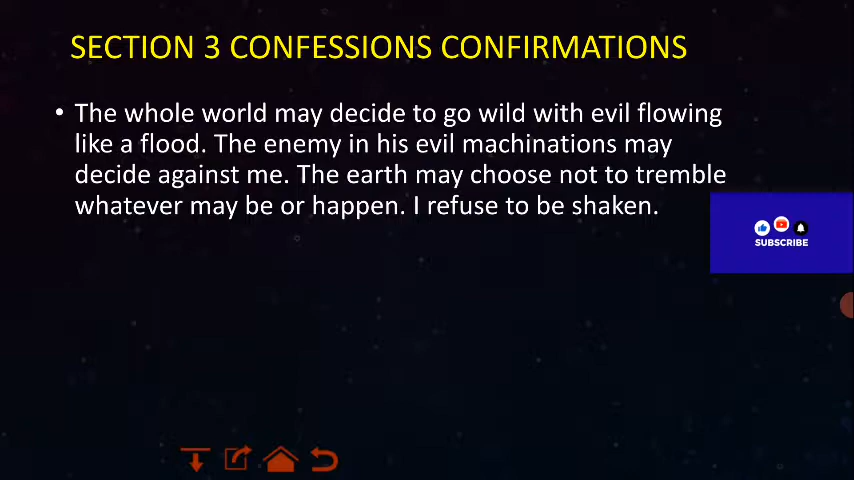 SECTION 3 CONFESSIONS CONFIRMATIONS
• The whole world may decide to go wild with evil flowing
like a flood. The enemy in his evil machinations may
decide against me. The earth may choose not to tremble
whatever may be or happen. I refuse to be shaken.
SUBSCRIBE